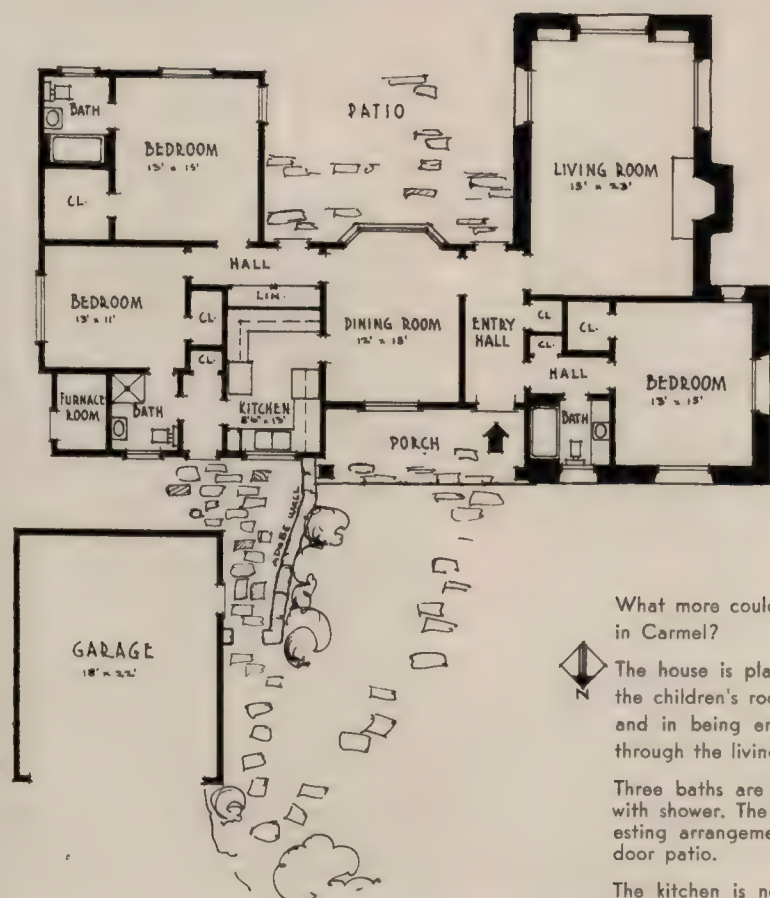 BATH
BEDROOM
13' x 15'
CL.
PATIO
LIVING ROOM
15' x 23'
HALL
LIN.
BEDROOM
13' x 11'
CL.
CL.
DINING ROOM
12' x 15'
ENTRY
HALL
CL
CL.
CL.
HALL
BEDROOM
13' x 15'
FURNACE
ROOM
BATH
KITCHEN
PORCH
BATH
ADOBE WALL
GARAGE
18' x 22'
N
What more could
in Carmel?
The house is pla
the children's roo
and in being en
through the living
Three baths are
with shower. The
esting arrangeme
door patio.
The kitchen is ne